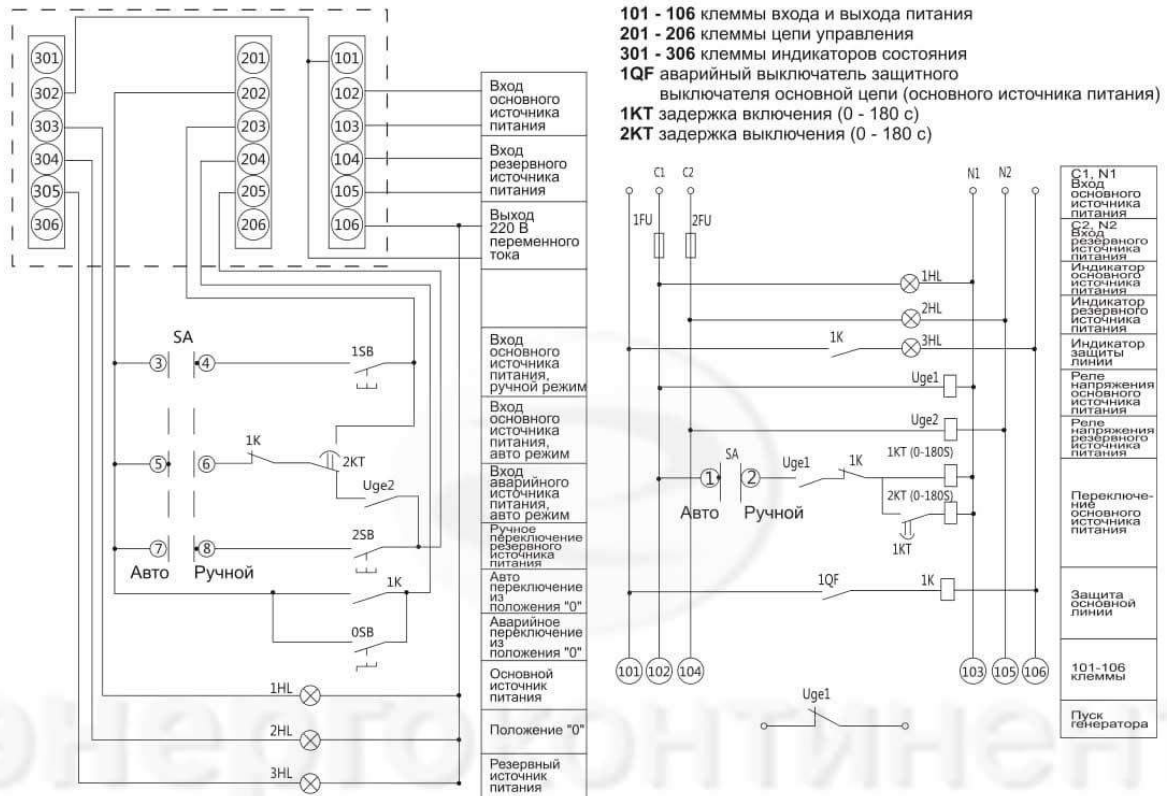 101 - 106 клеммы входа и выхода питания
201 - 206 клеммы цепи управления
301 - 306 клеммы индикаторов состояния
1QF аварийный выключатель защитного
выключателя основной цепи (основного источника питания)
1KT задержка включения (0 - 180 с)
2KT задержка выключения (0 - 180 с)
301
302
303
304
305
306
201
202
203
204
205
206
101
102
103
104
105
106
Вход
основного
источника
питания
Вход
резервного
источника
питания
Выход
220 В
переменного
тока
Вход
основного
источника
питания,
ручной режим
Вход
основного
источника
питания,
авто режим
Вход
аварийного
источника
питания,
авто режим
Ручное
переключение
резервного
источника
питания
Авто
переключение
из
положения "0"
Аварийное
переключение
из
положения "0"
Основной
источник
питания
Положение "0"
Резервный
источник
питания
SA
3
4
1SB
5
6
1K
2KT
Uge2
7
8
2SB
Авто
Ручной
1K
0SB
1HL
2HL
3HL
C1
C2
N1
N2
1FU
2FU
1HL
2HL
1K
3HL
Uge1
Uge2
SA
1
2
Uge1
1K
1KT (0-180S)
Авто
Ручной
2KT (0-180S)
1KT
1QF
1K
101
102
104
103
105
106
Uge1
C1, N1
Вход
основного
источника
питания
C2, N2
Вход
резервного
источника
питания
Индикатор
основного
источника
питания
Индикатор
резервного
источника
питания
Индикатор
защиты
линии
Реле
напряжения
основного
источника
питания
Реле
напряжения
резервного
источника
питания
Переключе-
ние
основного
источника
питания
Защита
основной
линии
101-106
клеммы
Пуск
генератора
энергоконтинент